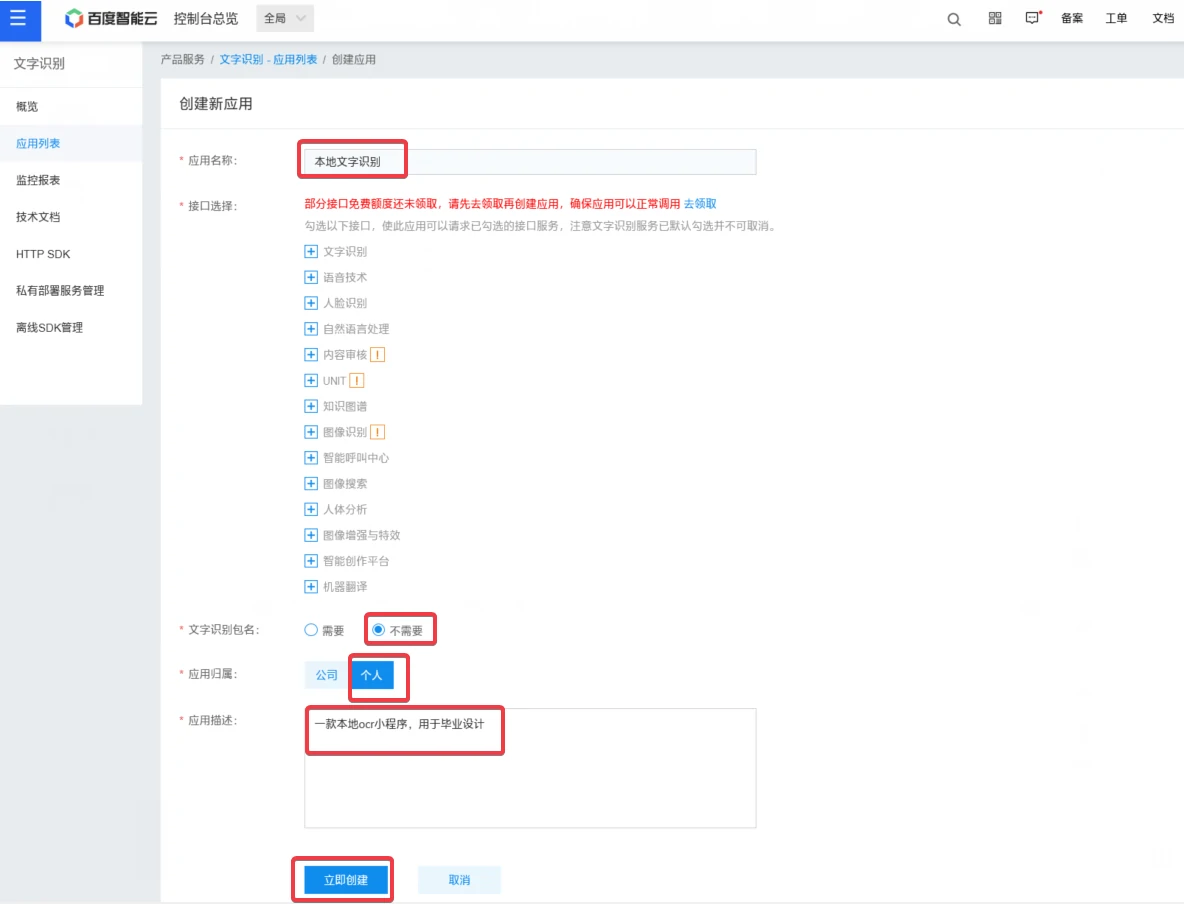 百度智能云 控制台总览 全局 备案 工单 文档
文字识别
概览
应用列表
监控报表
技术文档
HTTP SDK
私有部署服务管理
离线SDK管理
产品服务 / 文字识别 - 应用列表 / 创建应用
创建新应用
* 应用名称: 本地文字识别
* 接口选择: 部分接口免费额度还未领取，请先去领取再创建应用，确保应用可以正常调用 去领取
勾选以下接口，使此应用可以请求已勾选的接口服务，注意文字识别服务已默认勾选并不可取消。
文字识别
语音技术
人脸识别
自然语言处理
内容审核 !
UNIT !
知识图谱
图像识别 !
智能呼叫中心
图像搜索
人体分析
图像增强与特效
智能创作平台
机器翻译
* 文字识别包名: 需要 不需要
* 应用归属: 公司 个人
* 应用描述: 一款本地ocr小程序，用于毕业设计
立即创建 取消